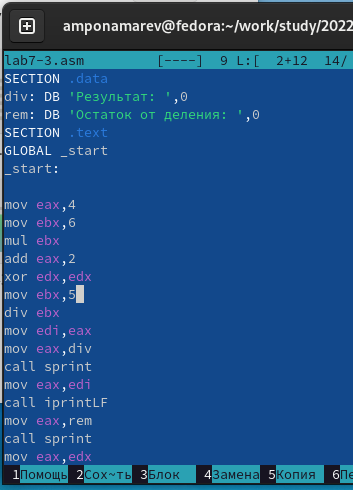 amponamarev@fedora:~/work/study/2022
lab7-3.asm [----] 9 L:[ 2+12 14/
SECTION .data
div: DB 'Результат: ',0
rem: DB 'Остаток от деления: ',0
SECTION .text
GLOBAL _start
_start:
mov eax,4
mov ebx,6
mul ebx
add eax,2
xor edx,edx
mov ebx,5
div ebx
mov edi,eax
mov eax,div
call sprint
mov eax,edi
call iprintLF
mov eax,rem
call sprint
mov eax,edx
1Помощь 2Сох~ть 3Блок 4Замена 5Копия 6Пе